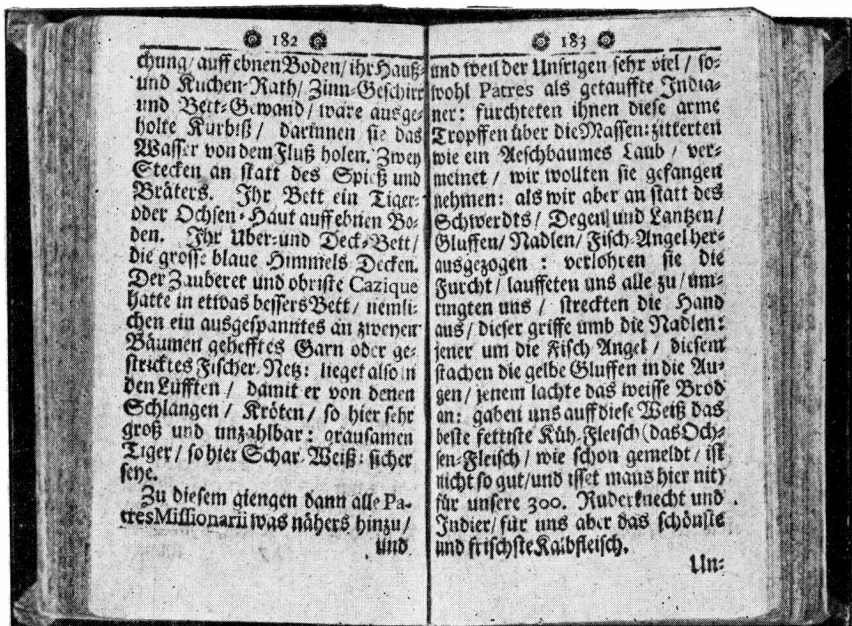 182
chung/ auff ebnen Boden/ ihr Hauß-
und Kuchen-Rath/ Zinn-Geschirr
und Bett-Gewand/ ware ausge-
holte Kürbiß/ darinnen sie das
Wasser von dem Fluß holen. Zwey
Stecken an statt des Spieß und
Bräters. Ihr Bett ein Tiger-
oder Ochsen-Haut auff ebnen Bo-
den. Ihr Uber- und Deck-Bett/
die grosse blaue Himmels Decken.
Der Zauberer und obriste Cazique
hatte in etwas bessers Bett/ nemli-
chen ein ausgespanntes an zweyen
Bäumen gehefftes Garn oder ge-
stricktes Fischer-Netz: lieget also in
den Lüfften/ damit er von denen
Schlangen/ Kröten/ so hier sehr
groß und unzahlbar: grausamen
Tiger/ so hier Schar-Weiß: sicher
seye.
Zu diesem giengen dann alle Pa-
tres Missionarii was nähers hinzu/
und
183
und weil der Unsrigen sehr viel/ so-
wohl Patres als getauffte India-
ner: furchteten ihnen diese arme
Tropffen über die Massen: zitterten
wie ein Aeschbaumes Laub/ ver-
meinet/ wir wollten sie gefangen
nehmen: als wir aber an statt des
Schwerdts/ Degen/ und Lantzen/
Gluffen/ Nadlen/ Fisch-Angel her-
ausgezogen: verlohren sie die
Furcht/ lauffeten uns alle zu/ um-
ringten uns/ streckten die Hand
aus/ dieser griffe umb die Nadlen:
jener um die Fisch Angel/ diesem
stachen die gelbe Gluffen in die Au-
gen/ jenem lachte das weisse Brod
an: gaben uns auff diese Weiß das
beste fettiste Küh-Fleisch (das Och-
sen-Fleisch/ wie schon gemeldt/ ist
nicht so gut/ und isset mans hier nit)
für unsere 300. Ruderknecht und
Indier/ für uns aber das schönste
und frischste Kalbfleisch.
Un-